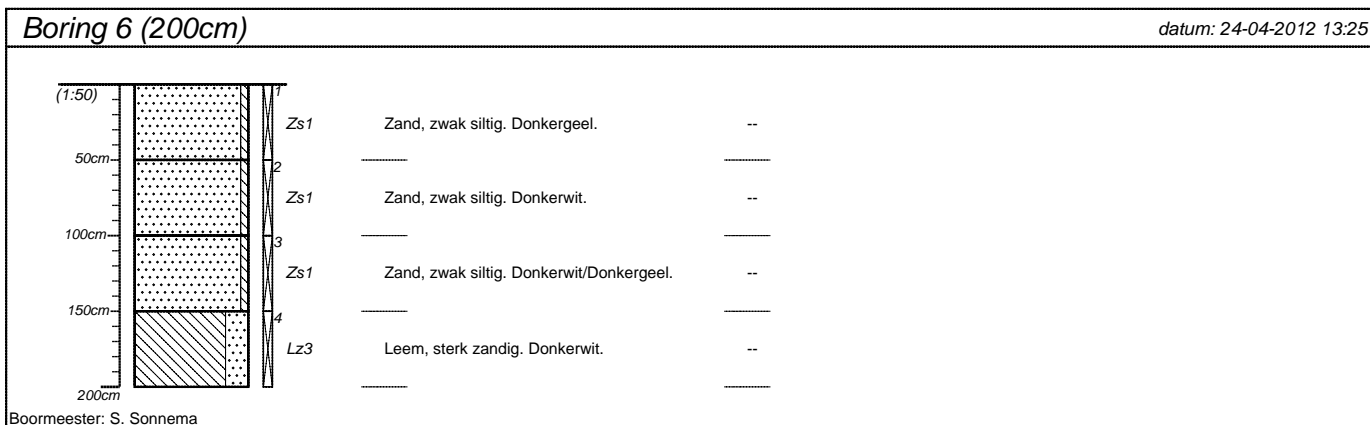 Boring 6 (200cm) datum: 24-04-2012 13:25
(1:50) 1
Zs1 Zand, zwak siltig. Donkergeel. --
50cm
2
Zs1 Zand, zwak siltig. Donkerwit. --
100cm
3
Zs1 Zand, zwak siltig. Donkerwit/Donkergeel. --
150cm
4
Lz3 Leem, sterk zandig. Donkerwit. --
200cm
Boormeester: S. Sonnema